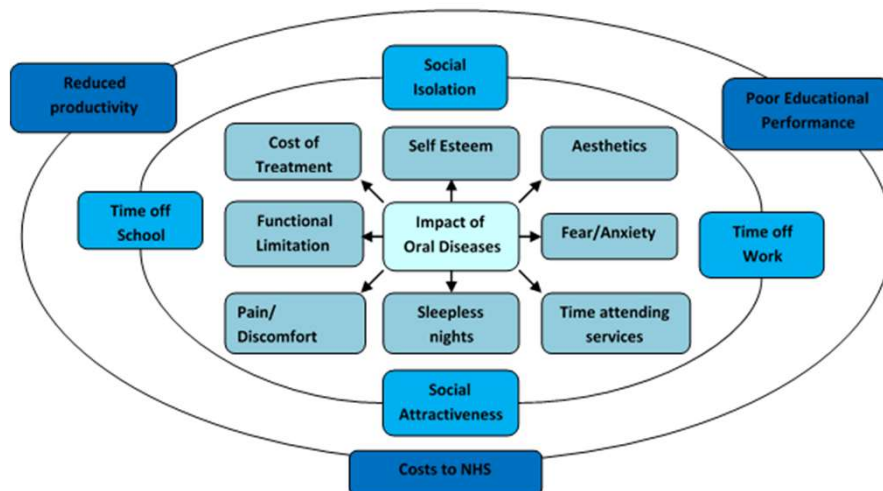 Reduced
productivity
Social
Isolation
Poor Educational
Performance
Cost of
Treatment
Self Esteem
Aesthetics
Time off
School
Functional
Limitation
Impact of
Oral Diseases
Fear/Anxiety
Time off
Work
Pain/
Discomfort
Sleepless
nights
Time attending
services
Social
Attractiveness
Costs to NHS